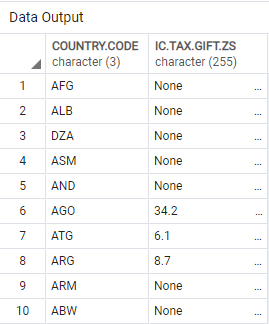 Data Output
COUNTRY.CODE IC.TAX.GIFT.ZS
character (3) character (255)
1 AFG None ...
2 ALB None ...
3 DZA None ...
4 ASM None ...
5 AND None ...
6 AGO 34.2 ...
7 ATG 6.1 ...
8 ARG 8.7 ...
9 ARM None ...
10 ABW None ...